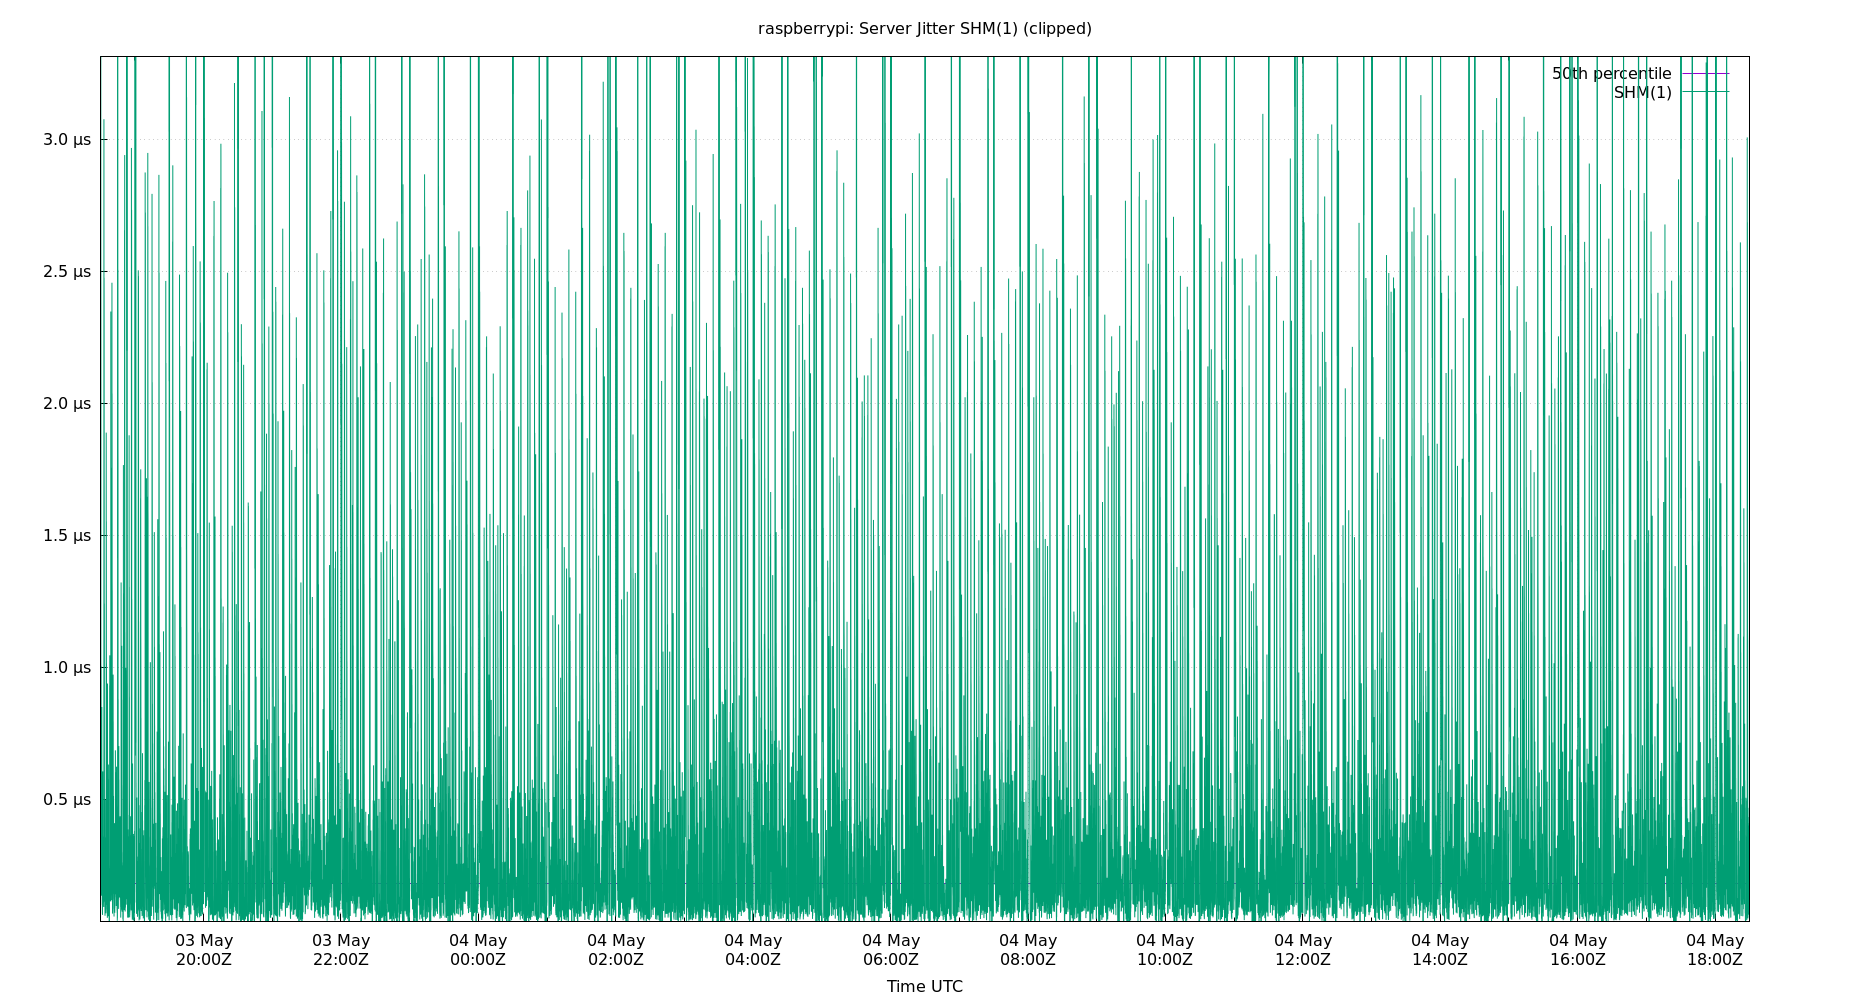 raspberrypi: Server Jitter SHM(1) (clipped)
50th percentile
SHM(1)
3.0 µs
2.5 µs
2.0 µs
1.5 µs
1.0 µs
0.5 µs
03 May 03 May 04 May 04 May 04 May 04 May 04 May 04 May 04 May 04 May 04 May 04 May
20:00Z 22:00Z 00:00Z 02:00Z 04:00Z 06:00Z 08:00Z 10:00Z 12:00Z 14:00Z 16:00Z 18:00Z
Time UTC